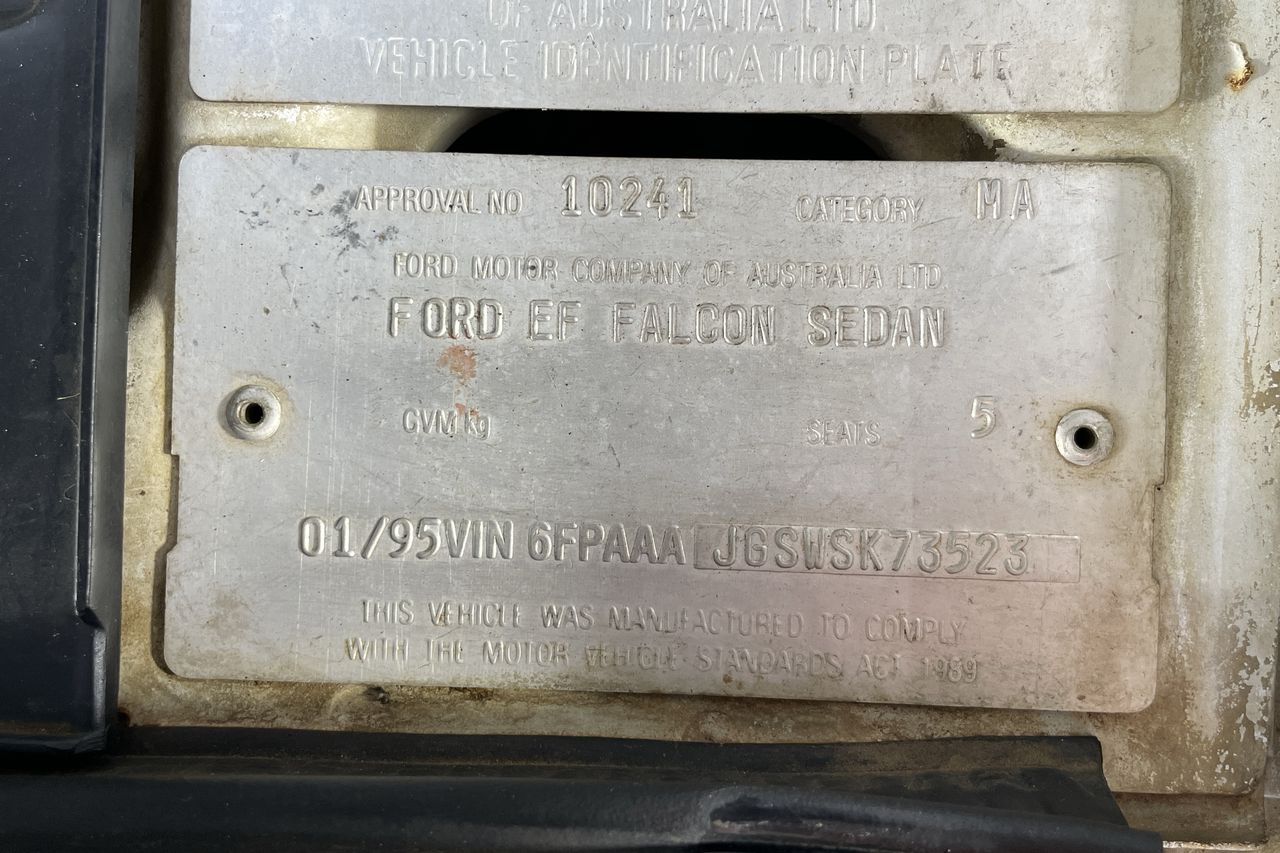 OF AUSTRALIA LTD.
VEHICLE IDENTIFICATION PLATE
APPROVAL NO 10241 CATEGORY MA
FORD MOTOR COMPANY OF AUSTRALIA LTD.
FORD EF FALCON SEDAN
GVM kg SEATS 5
01/95 VIN 6FPAAAJGSWSK73523
THIS VEHICLE WAS MANUFACTURED TO COMPLY
WITH THE MOTOR VEHICLE STANDARDS ACT 1989